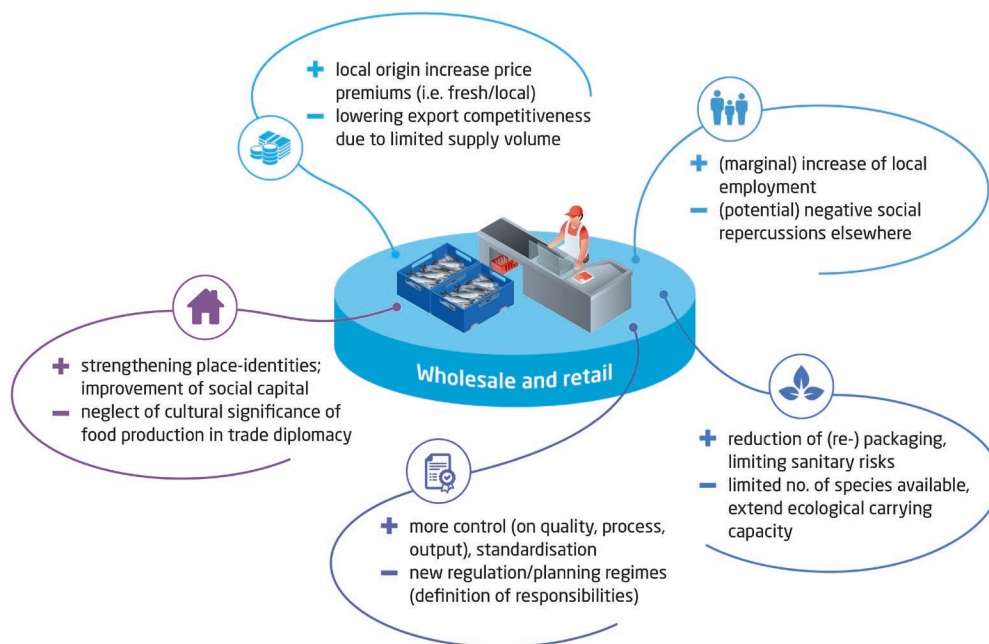 + local origin increase price
premiums (i.e. fresh/local)
− lowering export competitiveness
due to limited supply volume
+ (marginal) increase of local
employment
− (potential) negative social
repercussions elsewhere
+ strengthening place-identities;
improvement of social capital
− neglect of cultural significance of
food production in trade diplomacy
Wholesale and retail
+ reduction of (re-) packaging,
limiting sanitary risks
− limited no. of species available,
extend ecological carrying
capacity
+ more control (on quality, process,
output), standardisation
− new regulation/planning regimes
(definition of responsibilities)